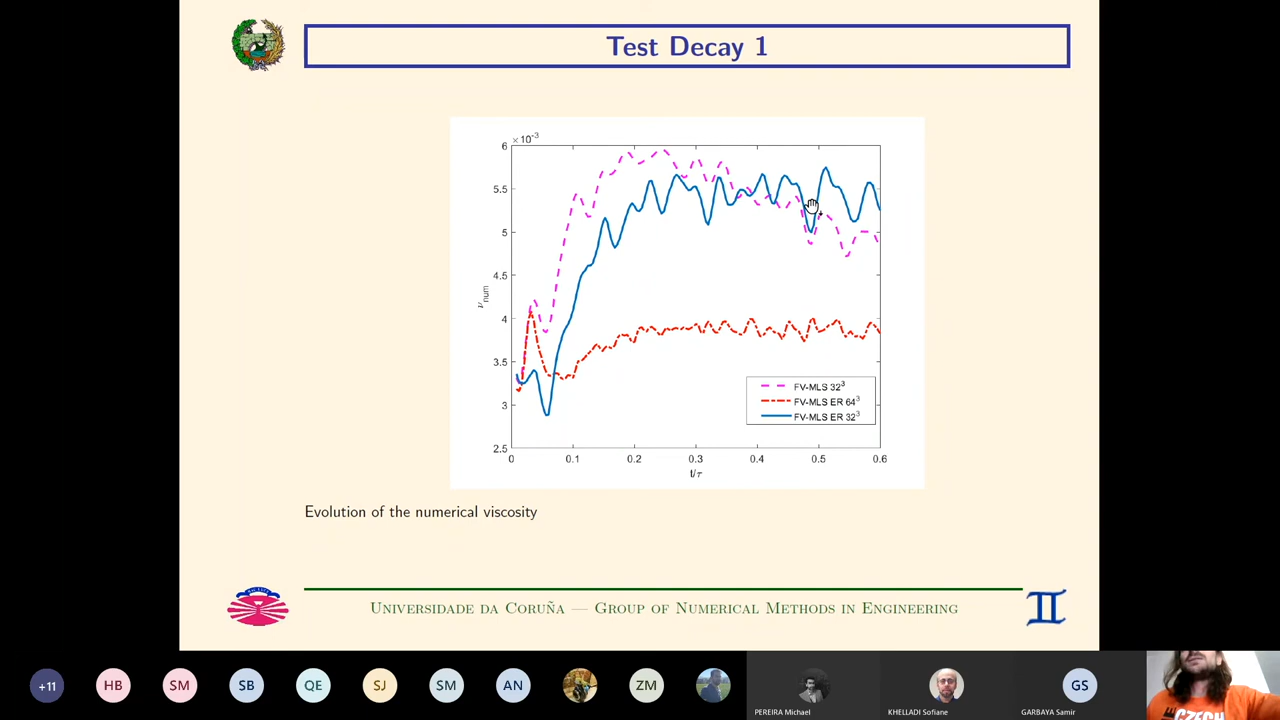 Test Decay 1
×10-3
6
5.5
5
4.5
4
3.5
3
2.5
νnum
0 0.1 0.2 0.3 0.4 0.5 0.6
t/τ
FV-MLS 32³
FV-MLS ER 64³
FV-MLS ER 32³
Evolution of the numerical viscosity
Universidade da Coruña — Group of Numerical Methods in Engineering
+11 HB SM SB QE SJ SM AN ZM GS
PEREIRA Michael KHELLADI Sofiane GARBAYA Samir
CZECH